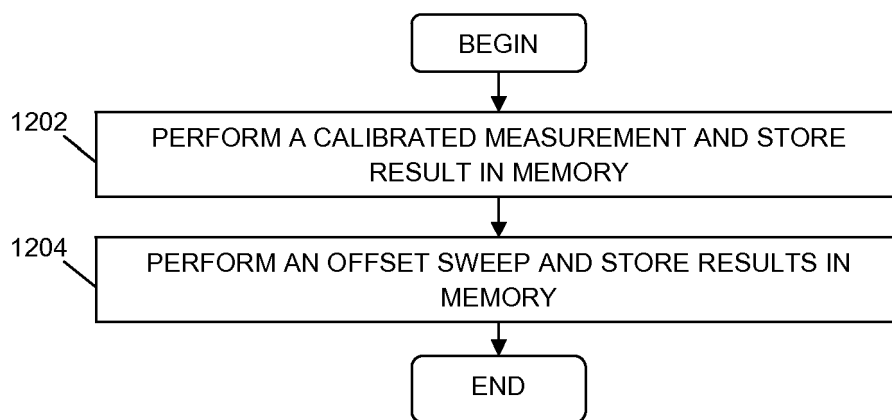 BEGIN
1202
PERFORM A CALIBRATED MEASUREMENT AND STORE
RESULT IN MEMORY
1204
PERFORM AN OFFSET SWEEP AND STORE RESULTS IN
MEMORY
END